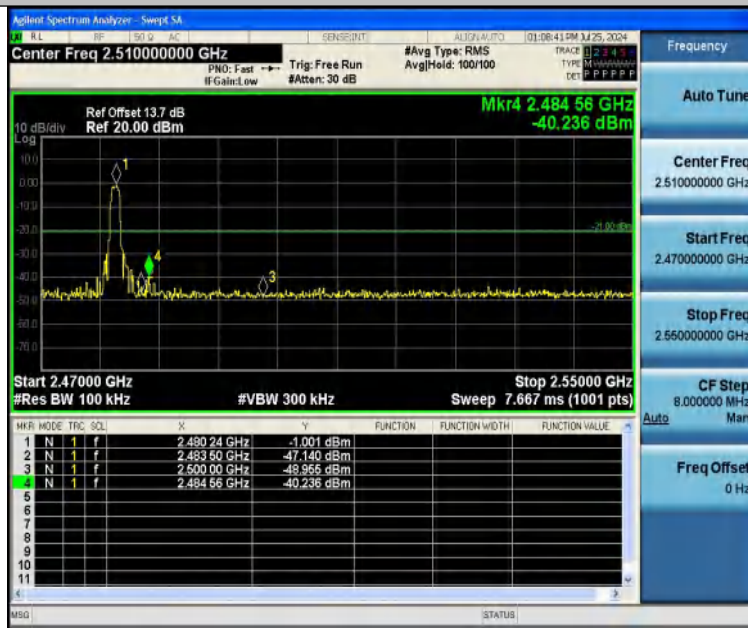 Agilent Spectrum Analyzer - Swept SA
RL RF 50 Ω AC SENSE:INT ALIGN AUTO 01:08:41 PM Jul 25, 2024
Center Freq 2.510000000 GHz
PNO: Fast
IFGain:Low
Trig: Free Run
#Atten: 30 dB
#Avg Type: RMS
Avg|Hold: 100/100
TRACE 1 2 3 4 5
TYPE M
DET P P P P P P
Frequency
Auto Tune
Center Freq
2.510000000 GHz
Start Freq
2.470000000 GHz
Stop Freq
2.550000000 GHz
CF Step
8.000000 MHz
Auto Man
Freq Offset
0 Hz
Mkr4 2.484 56 GHz
-40.236 dBm
Ref Offset 13.7 dB
10 dB/div Ref 20.00 dBm
Log
10.0
0.00
-10.0
-20.0
-30.0
-40.0
-50.0
-60.0
-70.0
1
4
3
-21.00 dBm
Start 2.47000 GHz Stop 2.55000 GHz
#Res BW 100 kHz #VBW 300 kHz Sweep 7.667 ms (1001 pts)
MKR MODE TRC SCL X Y FUNCTION FUNCTION WIDTH FUNCTION VALUE
1 N 1 f 2.480 24 GHz -1.001 dBm
2 N 1 f 2.483 50 GHz -47.140 dBm
3 N 1 f 2.500 00 GHz -48.955 dBm
4 N 1 f 2.484 56 GHz -40.236 dBm
5
6
7
8
9
10
11
MSG STATUS